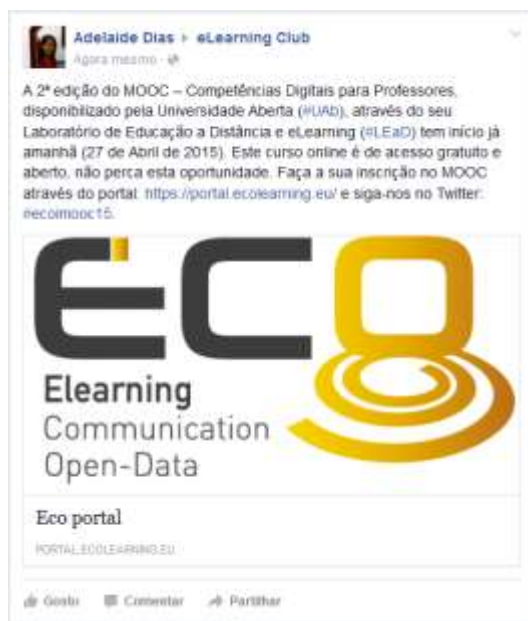 Adelaide Dias ▸ eLearning Club
Agora mesmo ·
A 2ª edição do MOOC – Competências Digitais para Professores,
disponibilizado pela Universidade Aberta (#UAb), através do seu
Laboratório de Educação a Distância e eLearning (#LEaD) tem início já
amanhã (27 de Abril de 2015). Este curso online é de acesso gratuito e
aberto, não perca esta oportunidade. Faça a sua inscrição no MOOC
através do portal: https://portal.ecolearning.eu/ e siga-nos no Twitter:
#ecoimooc15.
ECO
Elearning
Communication
Open-Data
Eco portal
PORTAL.ECOLEARNING.EU
Gosto Comentar Partilhar